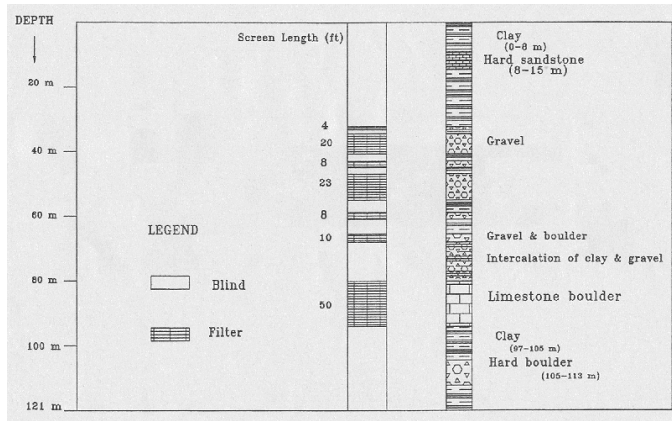 DEPTH
Screen Length (ft)
Clay
(0-8 m)
Hard sandstone
(8-15 m)
20 m
4
20
Gravel
40 m
8
23
60 m
8
LEGEND
10
Gravel & boulder
Intercalation of clay & gravel
80 m
Blind
Limestone boulder
50
Filter
Clay
(97-105 m)
100 m
Hard boulder
(105-113 m)
121 m